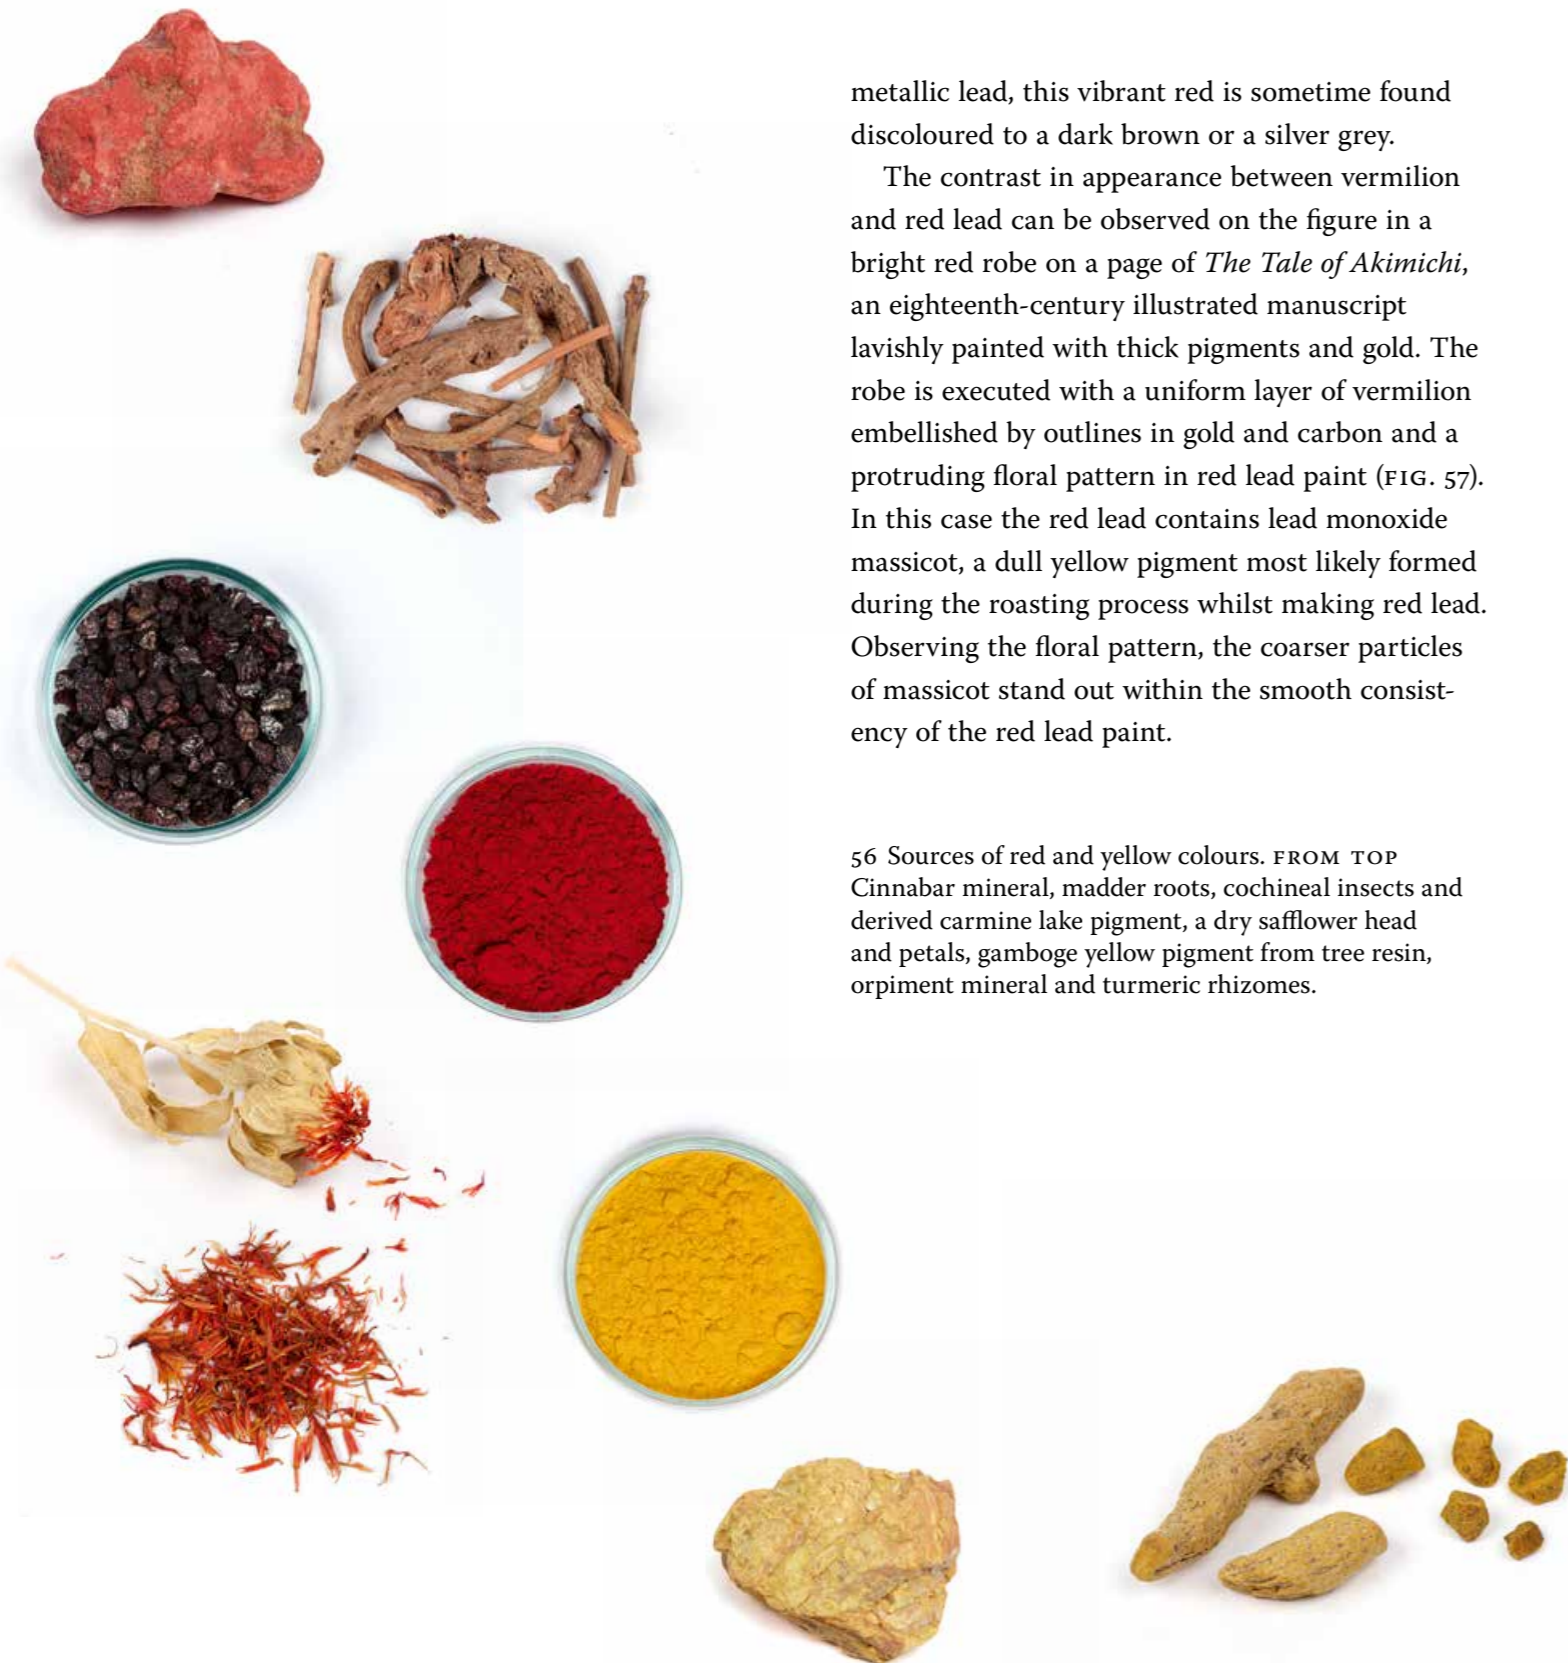 metallic lead, this vibrant red is sometime found
discoloured to a dark brown or a silver grey.
The contrast in appearance between vermilion
and red lead can be observed on the figure in a
bright red robe on a page of The Tale of Akimichi,
an eighteenth-century illustrated manuscript
lavishly painted with thick pigments and gold. The
robe is executed with a uniform layer of vermilion
embellished by outlines in gold and carbon and a
protruding floral pattern in red lead paint (FIG. 57).
In this case the red lead contains lead monoxide
massicot, a dull yellow pigment most likely formed
during the roasting process whilst making red lead.
Observing the floral pattern, the coarser particles
of massicot stand out within the smooth consist-
ency of the red lead paint.
56 Sources of red and yellow colours. FROM TOP
Cinnabar mineral, madder roots, cochineal insects and
derived carmine lake pigment, a dry safflower head
and petals, gamboge yellow pigment from tree resin,
orpiment mineral and turmeric rhizomes.